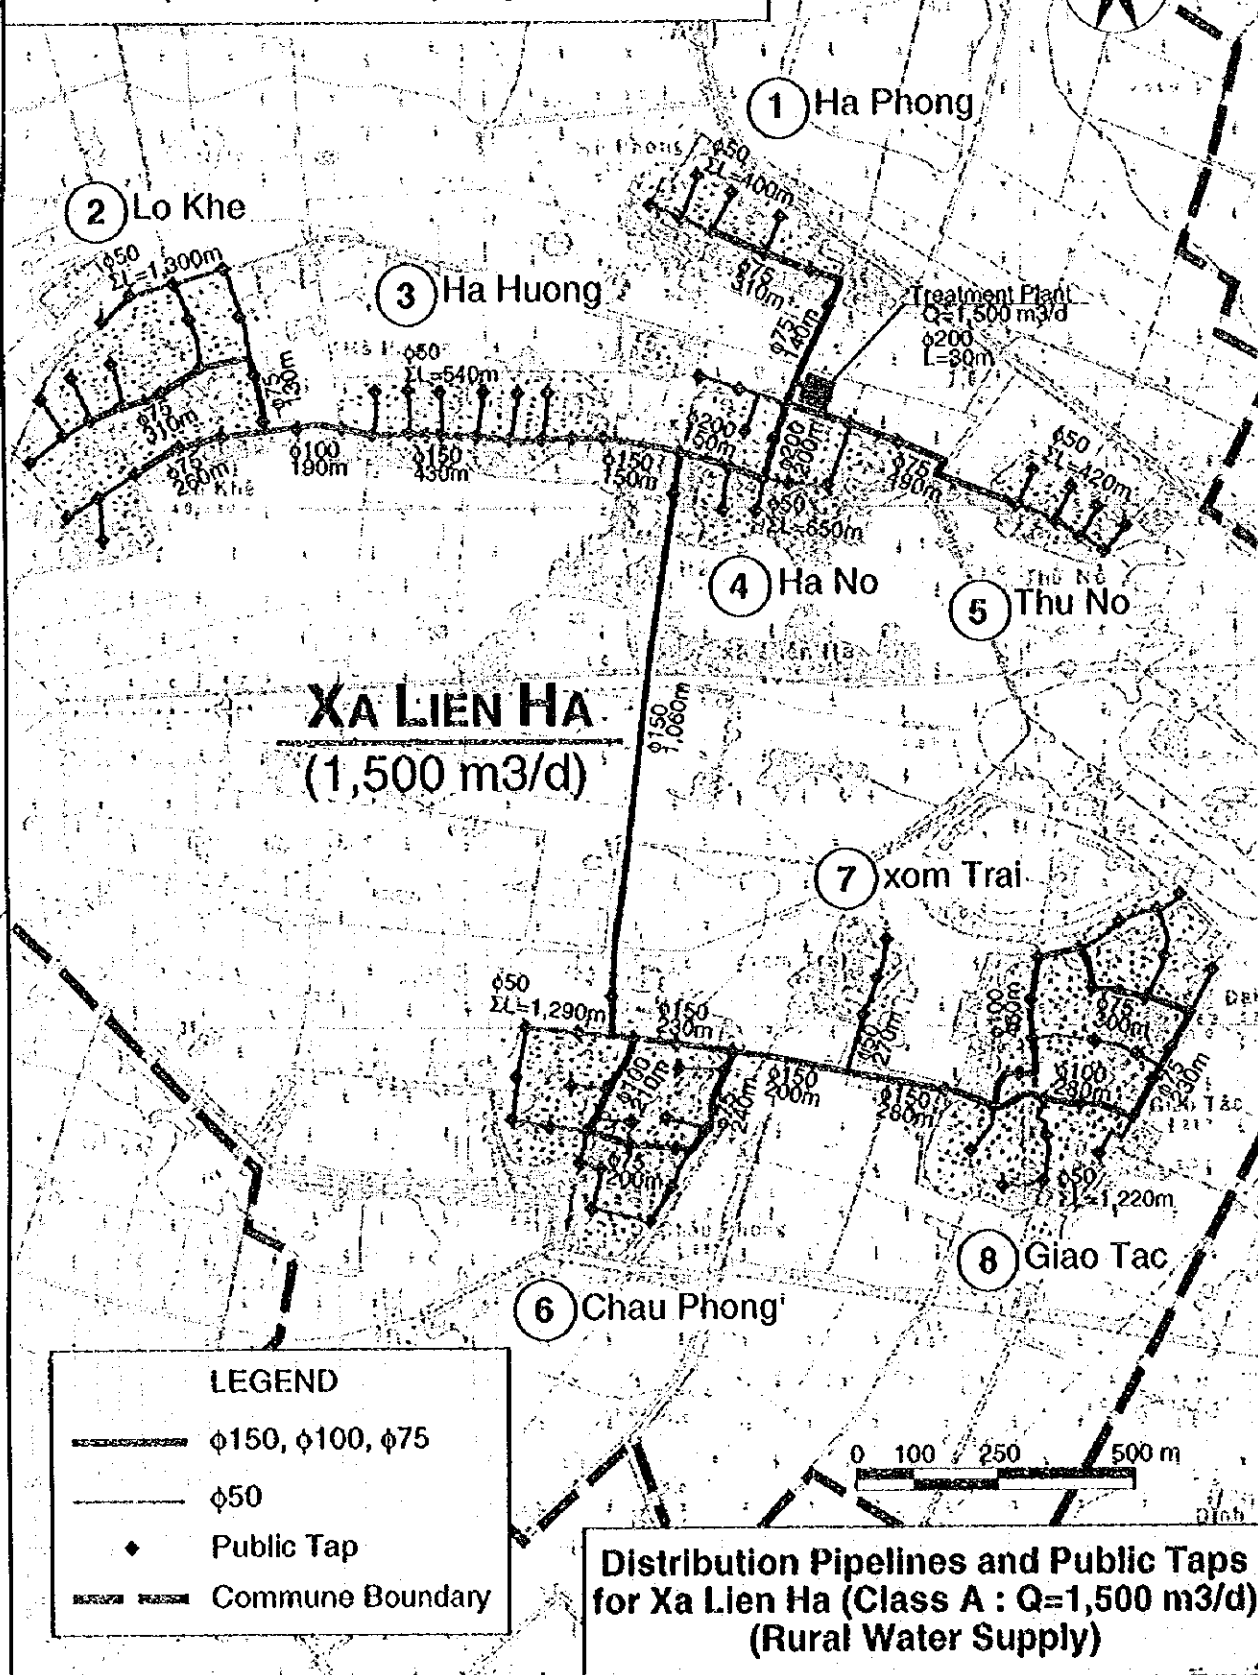 1 Ha Phong
φ50
ΣL=400m
2 Lo Khe
φ50
ΣL=1,300m
3 Ha Huong
φ75
310m
Treatment Plant
Q=1,500 m3/d
φ200
L=30m
φ75
140m
φ50
ΣL=540m
φ75
130m
φ75
310m
φ75
260m
φ100
190m
φ150
430m
φ150
150m
φ200
150m
φ200
200m
φ75
490m
φ50
ΣL=420m
φ50
ΣL=650m
4 Ha No
5 Thu No
XA LIEN HA
(1,500 m3/d)
φ150
1,060m
7 xom Trai
φ50
ΣL=1,290m
φ150
230m
φ50
270m
φ100
φ75
300m
φ100
210m
φ75
240m
φ150
200m
φ150
280m
φ100
280m
φ75
φ75
200m
φ50
ΣL=1,220m
8 Giao Tac
6 Chau Phong
LEGEND
φ150, φ100, φ75
φ50
Public Tap
Commune Boundary
0 100 250 500 m
Distribution Pipelines and Public Taps
for Xa Lien Ha (Class A : Q=1,500 m3/d)
(Rural Water Supply)